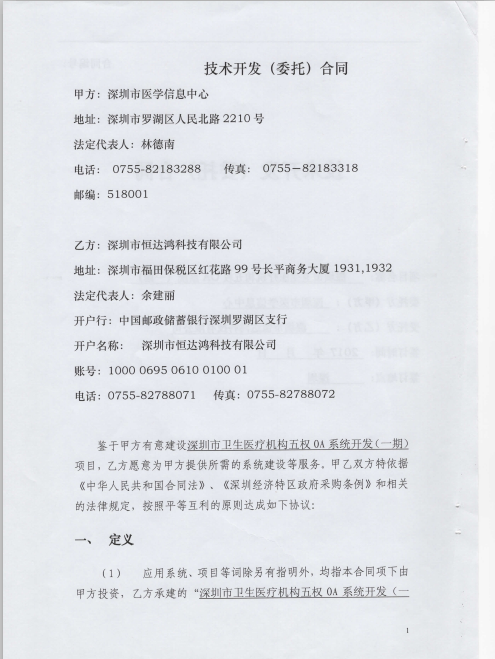 技术开发（委托）合同
甲方：深圳市医学信息中心
地址：深圳市罗湖区人民北路 2210 号
法定代表人：林德南
电话： 0755-82183288 传真： 0755－82183318
邮编：518001
乙方：深圳市恒达鸿科技有限公司
地址：深圳市福田保税区红花路 99 号长平商务大厦 1931,1932
法定代表人：余建丽
开户行：中国邮政储蓄银行深圳罗湖区支行
开户名称： 深圳市恒达鸿科技有限公司
账号：1000 0695 0610 0100 01
电话：0755-82788071 传真：0755-82788072
鉴于甲方有意建设深圳市卫生医疗机构五权 OA 系统开发（一期）
项目，乙方愿意为甲方提供所需的系统建设等服务。甲乙双方特依据
《中华人民共和国合同法》、《深圳经济特区政府采购条例》和相关
的法律规定，按照平等互利的原则达成如下协议：
一、 定义
（1） 应用系统、项目等词除另有指明外，均指本合同项下由
甲方投资，乙方承建的“深圳市卫生医疗机构五权 OA 系统开发（一
1